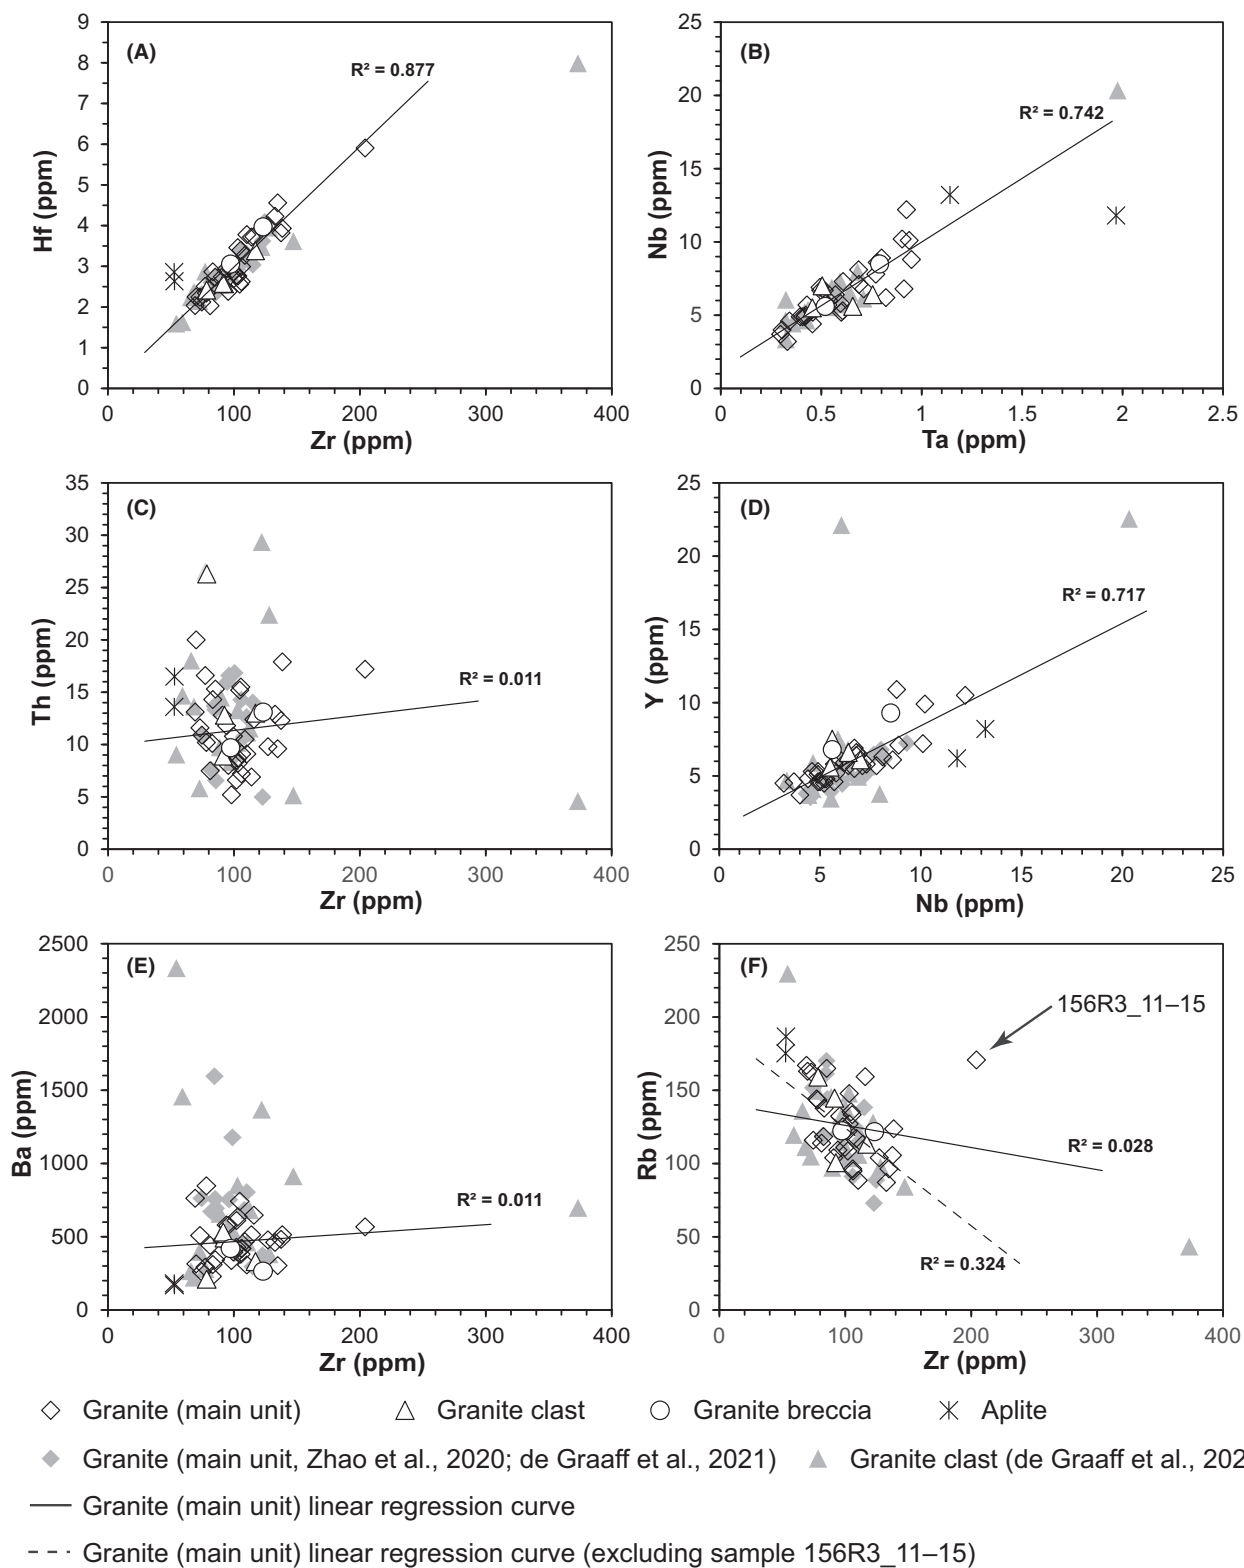 (A)
R² = 0.877
Hf (ppm)
9
8
7
6
5
4
3
2
1
0
0 100 200 300 400
Zr (ppm)
(B)
R² = 0.742
Nb (ppm)
25
20
15
10
5
0
0 0.5 1 1.5 2 2.5
Ta (ppm)
(C)
R² = 0.011
Th (ppm)
35
30
25
20
15
10
5
0
0 100 200 300 400
Zr (ppm)
(D)
R² = 0.717
Y (ppm)
25
20
15
10
5
0
0 5 10 15 20 25
Nb (ppm)
(E)
R² = 0.011
Ba (ppm)
2500
2000
1500
1000
500
0
0 100 200 300 400
Zr (ppm)
(F)
156R3_11–15
R² = 0.028
R² = 0.324
Rb (ppm)
250
200
150
100
50
0
0 100 200 300 400
Zr (ppm)
Granite (main unit) Granite clast Granite breccia Aplite
Granite (main unit, Zhao et al., 2020; de Graaff et al., 2021) Granite clast (de Graaff et al., 202
Granite (main unit) linear regression curve
Granite (main unit) linear regression curve (excluding sample 156R3_11–15)